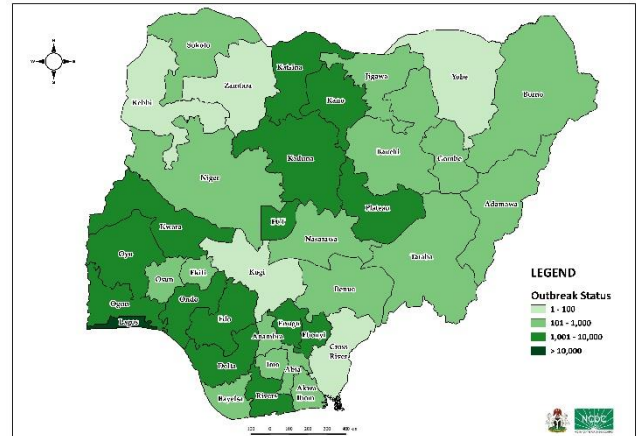 N
W
E
S
Sokoto
Katsina
Jigawa
Yobe
Borno
Kebbi
Zamfara
Kano
Kaduna
Bauchi
Gombe
Niger
Adamawa
Plateau
Kwara
Nasarawa
Oyo
Taraba
Kogi
Osun
Ekiti
Benue
Ogun
Ondo
Lagos
Edo
Enugu
Ebonyi
Anambra
Cross
River
Delta
Imo
Abia
Bayelsa
Rivers
Akwa
Ibom
LEGEND
Outbreak Status
1 - 100
101 - 1,000
1,001 - 10,000
> 10,000
NCDC